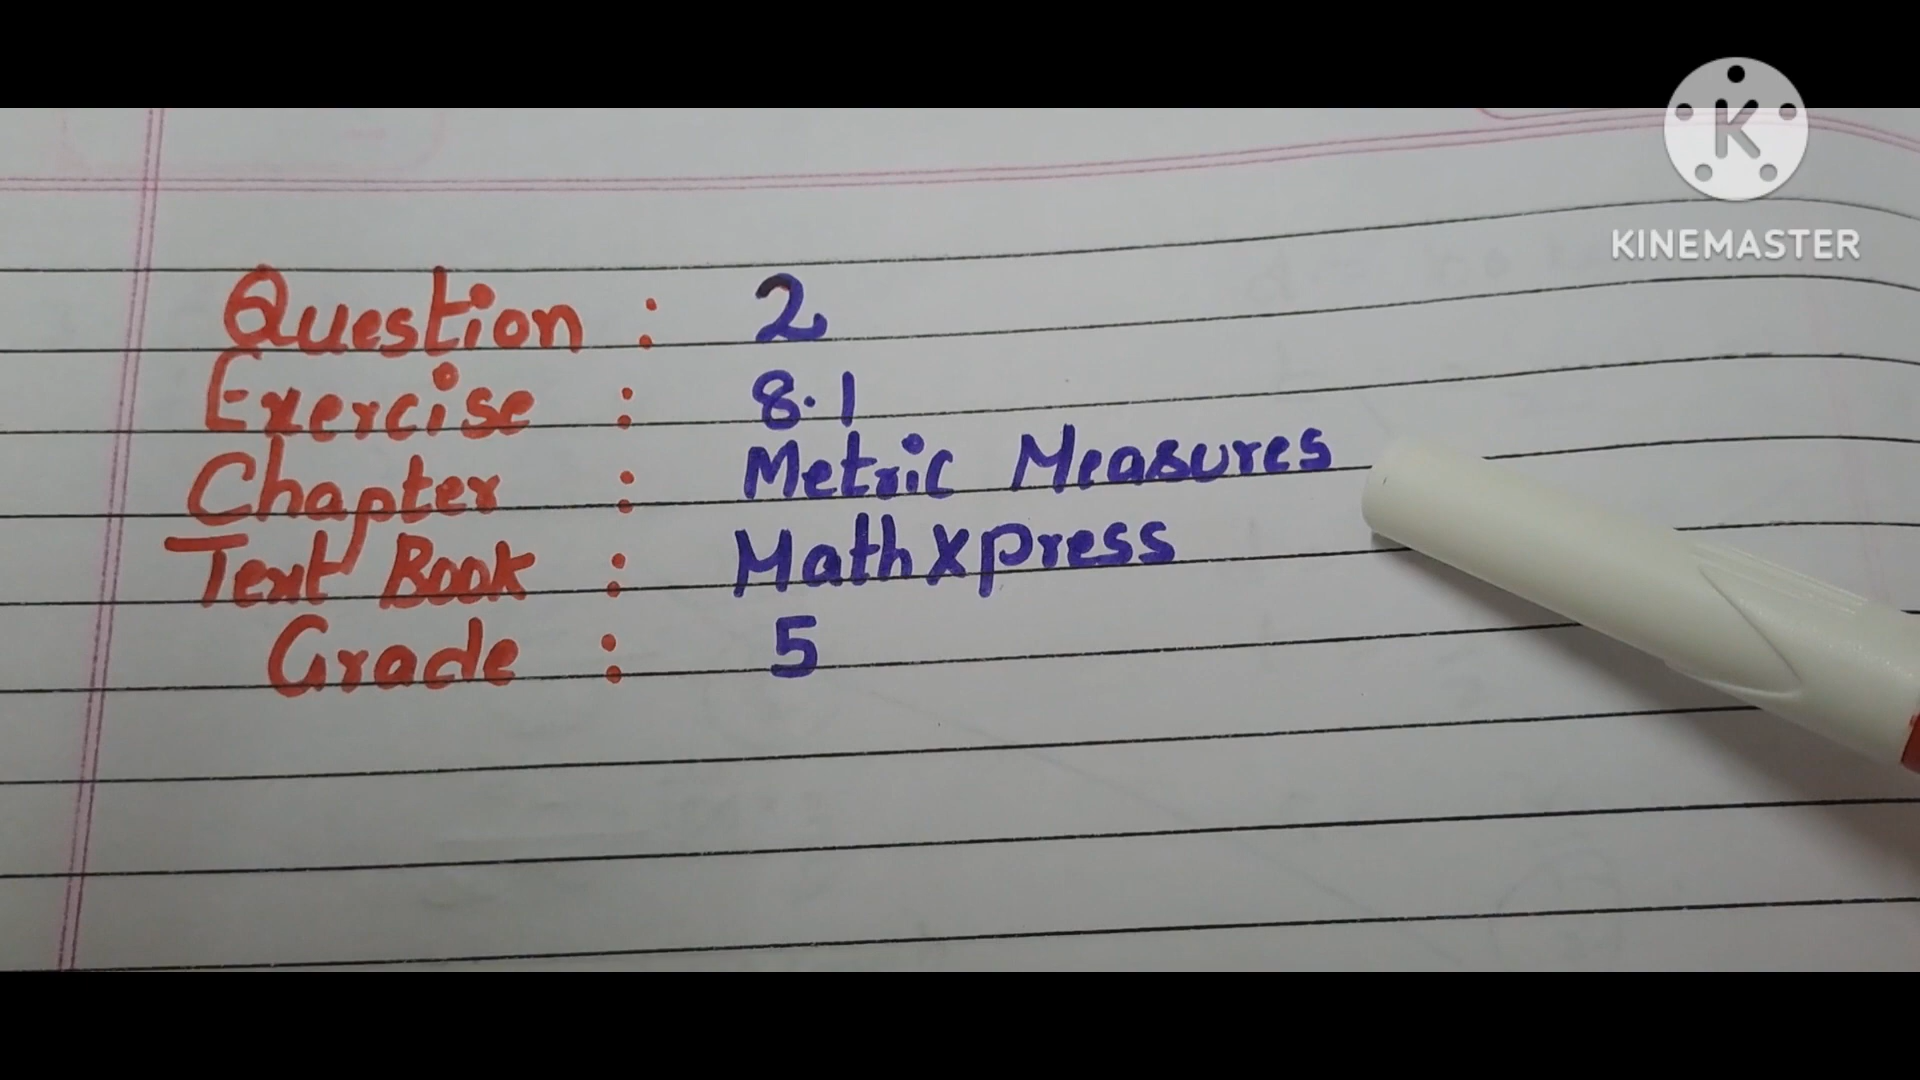 K
KINEMASTER
Question : 2
Exercise : 8.1
Chapter : Metric Measures
Text Book : MathXpress
Grade : 5